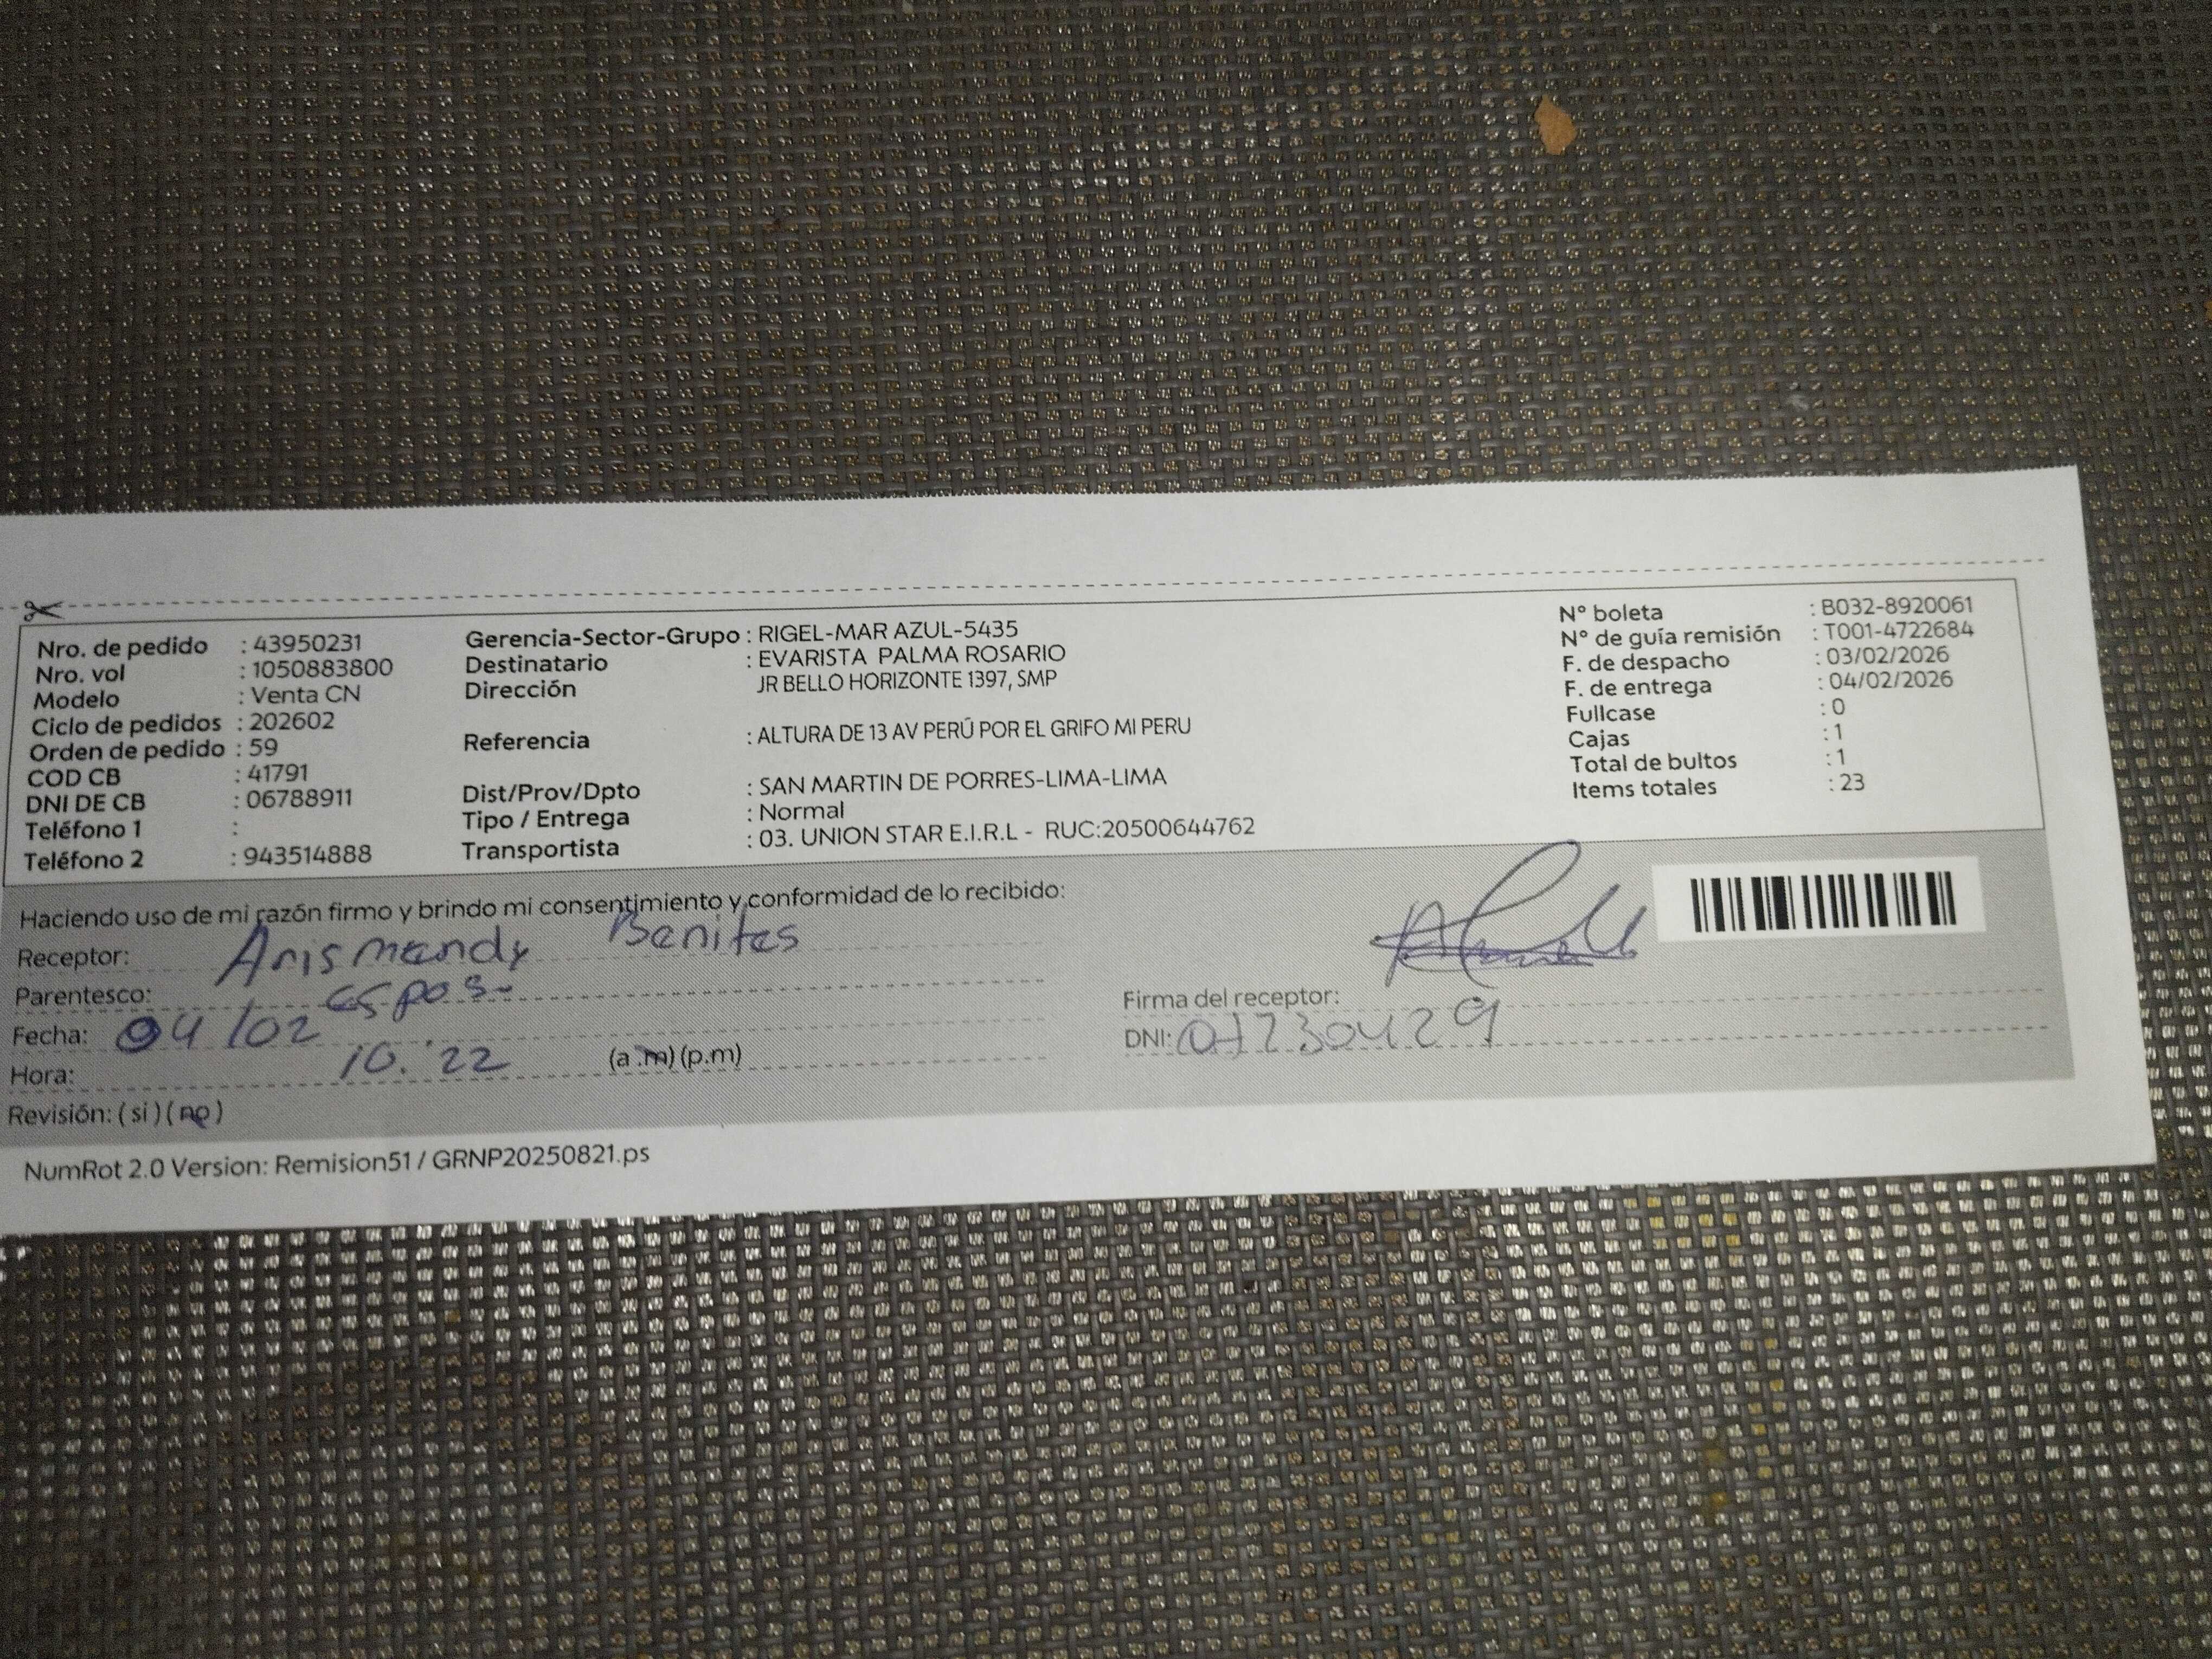 Nro. de pedido : 43950231 Gerencia-Sector-Grupo : RIGEL-MAR AZUL-5435 N° boleta : B032-8920061
Nro. vol : 1050883800 Destinatario : EVARISTA PALMA ROSARIO N° de guía remisión : T001-4722684
Modelo : Venta CN Dirección JR BELLO HORIZONTE 1397, SMP F. de despacho : 03/02/2026
Ciclo de pedidos : 202602 F. de entrega : 04/02/2026
Orden de pedido : 59 Referencia : ALTURA DE 13 AV PERÚ POR EL GRIFO MI PERU Fullcase : 0
COD CB : 41791 Cajas : 1
DNI DE CB : 06788911 Dist/Prov/Dpto : SAN MARTIN DE PORRES-LIMA-LIMA Total de bultos : 1
Teléfono 1 : Tipo / Entrega : Normal Items totales : 23
Teléfono 2 : 943514888 Transportista : 03. UNION STAR E.I.R.L - RUC:20500644762
Haciendo uso de mi razón firmo y brindo mi consentimiento y conformidad de lo recibido:
Receptor: Arismendy Benites
Parentesco: espos
Firma del receptor:
Fecha: 04/02
DNI:
Hora: 10:22 (a.m) (p.m)
Revisión: (si) (no)
NumRot 2.0 Version: Remision51 / GRNP20250821.ps